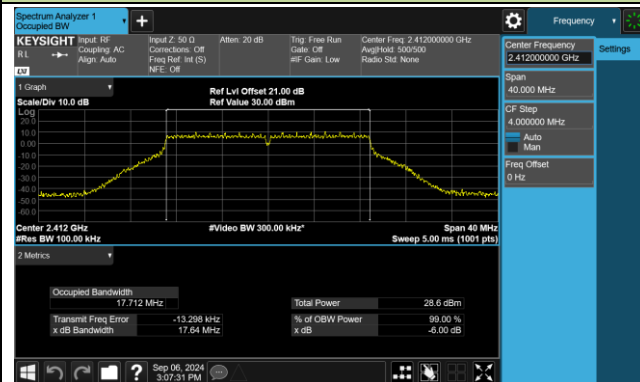 Spectrum Analyzer 1
Occupied BW
Frequency
KEYSIGHT
Input: RF
Coupling: AC
Align: Auto
Input Z: 50 Ω
Corrections: Off
Freq Ref: Int (S)
NFE: Off
Atten: 20 dB
Trig: Free Run
Gate: Off
#IF Gain: Low
Center Freq: 2.412000000 GHz
Avg|Hold: 500/500
Radio Std: None
RL
LXI
Center Frequency
2.412000000 GHz
Settings
Span
40.000 MHz
CF Step
4.000000 MHz
Auto
Man
Freq Offset
0 Hz
1 Graph
Scale/Div 10.0 dB
Ref Lvl Offset 21.00 dB
Ref Value 30.00 dBm
Log
20.0
10.0
0.00
-10.0
-20.0
-30.0
-40.0
-50.0
-60.0
Center 2.412 GHz
#Res BW 100.00 kHz
#Video BW 300.00 kHz*
Span 40 MHz
Sweep 5.00 ms (1001 pts)
2 Metrics
Occupied Bandwidth
17.712 MHz
Total Power 28.6 dBm
Transmit Freq Error -13.298 kHz
% of OBW Power 99.00 %
x dB Bandwidth 17.64 MHz
x dB -6.00 dB
Sep 06, 2024
3:07:31 PM